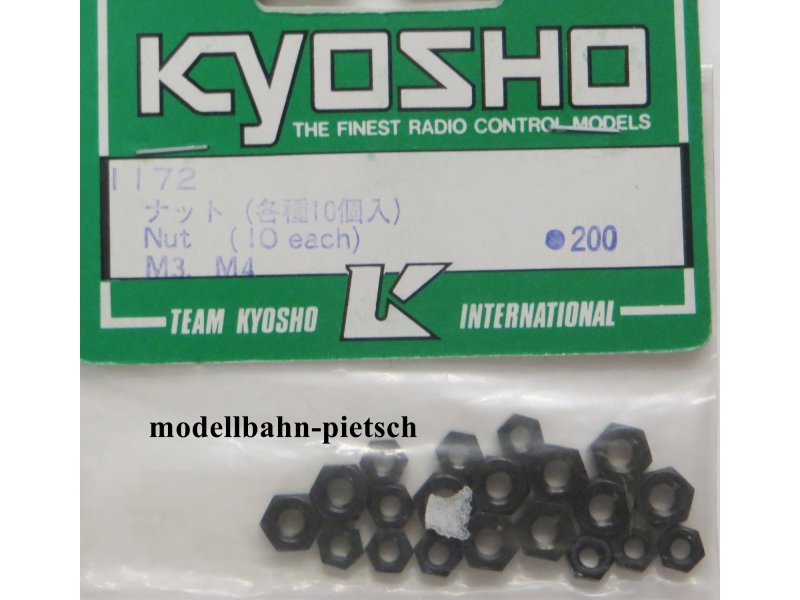 KYOSHO
THE FINEST RADIO CONTROL MODELS
1172
ナット (各種10個入)
Nut (10 each)
●200
M3, M4
TEAM KYOSHO K INTERNATIONAL
modellbahn-pietsch